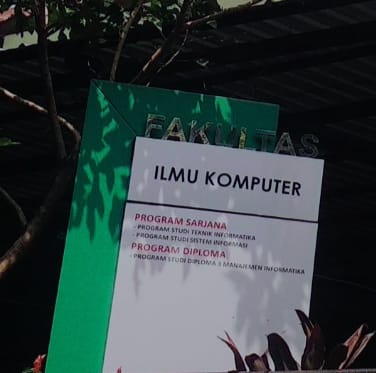 FAKULTAS
ILMU KOMPUTER
PROGRAM SARJANA
- PROGRAM STUDI TEKNIK INFORMATIKA
- PROGRAM STUDI SISTEM INFORMASI
PROGRAM DIPLOMA
- PROGRAM STUDI DIPLOMA 3 MANAJEMEN INFORMATIKA